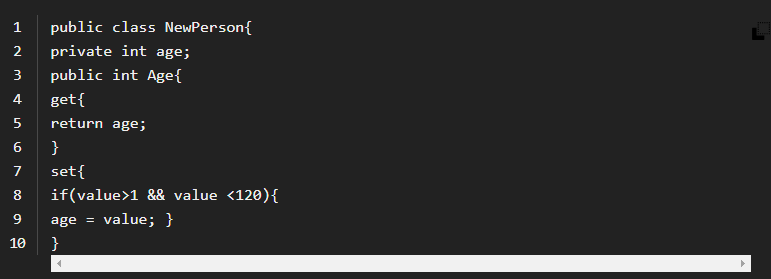 1 public class NewPerson{
2 private int age;
3 public int Age{
4 get{
5 return age;
6 }
7 set{
8 if(value>1 && value <120){
9 age = value; }
10 }